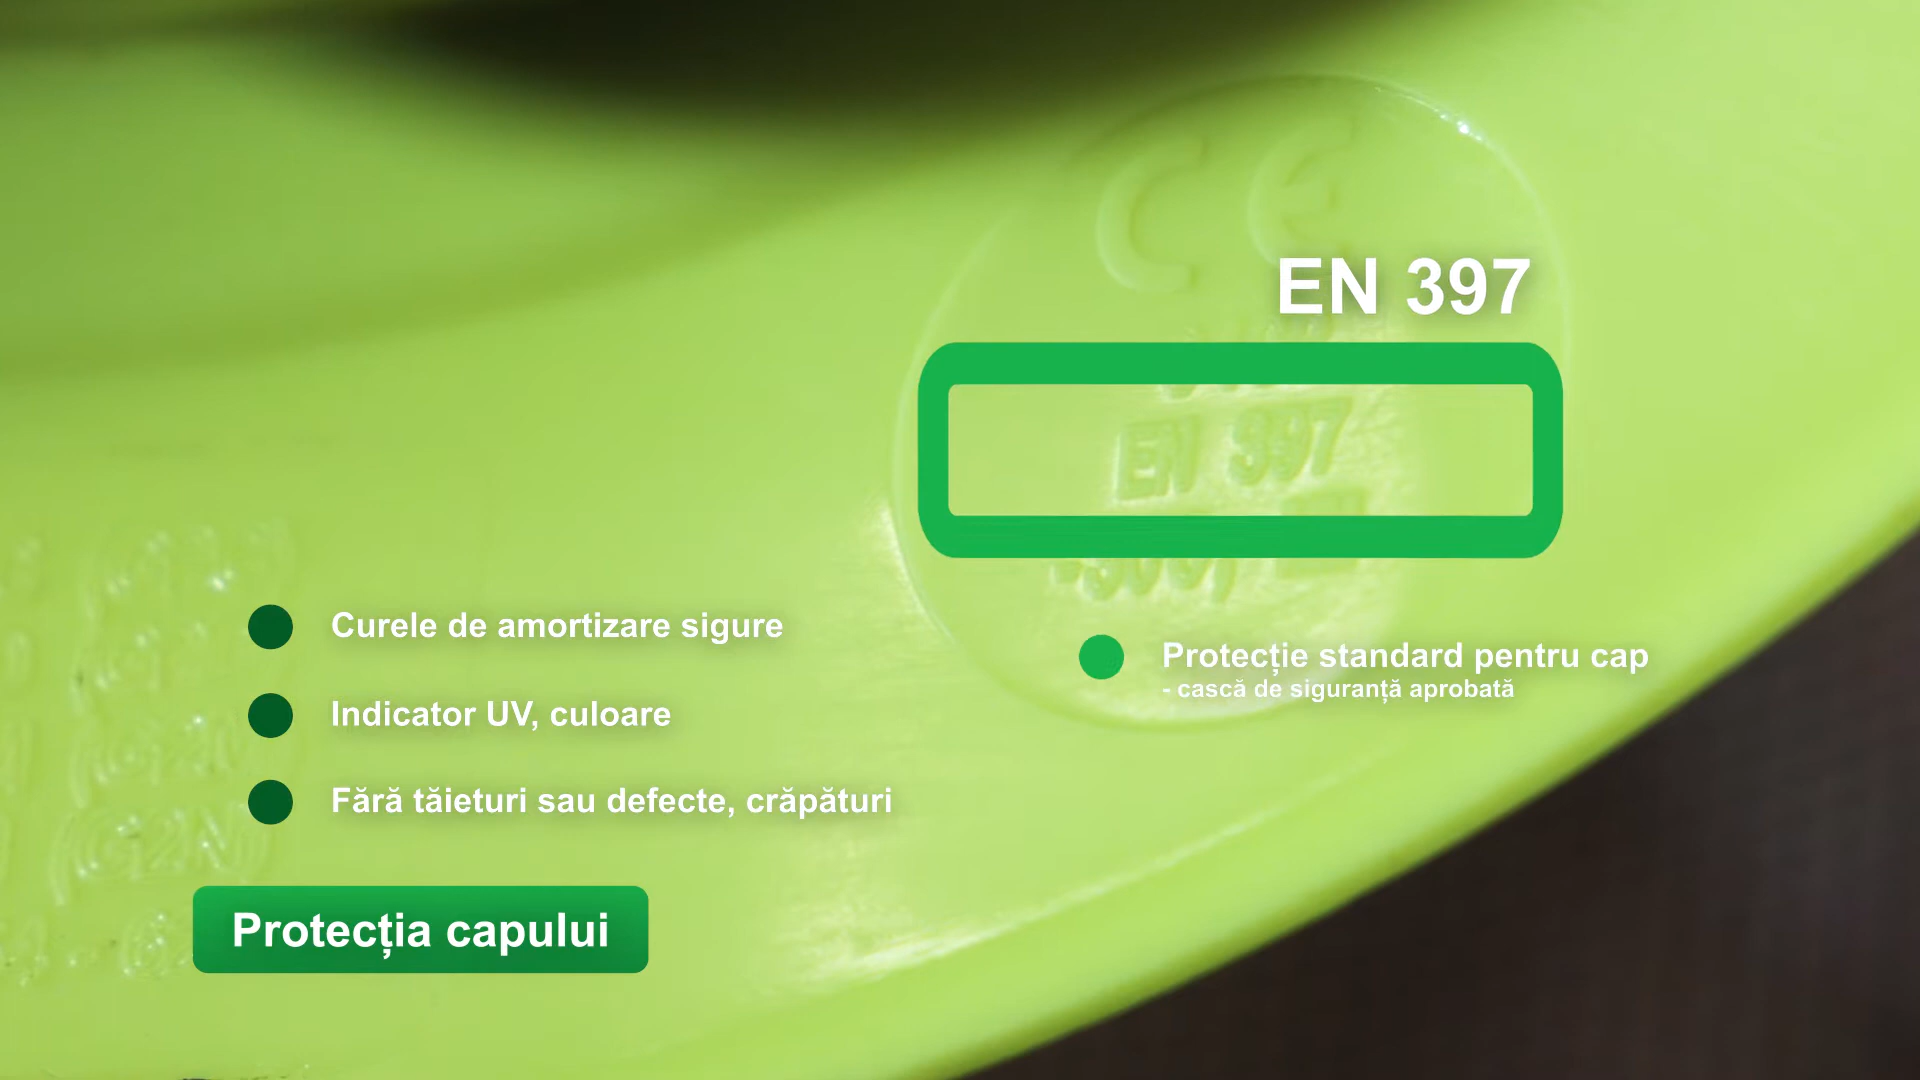 CE
EN 397
EN 397
Curele de amortizare sigure
Indicator UV, culoare
Fără tăieturi sau defecte, crăpături
Protecție standard pentru cap
- cască de siguranță aprobată
Protecția capului